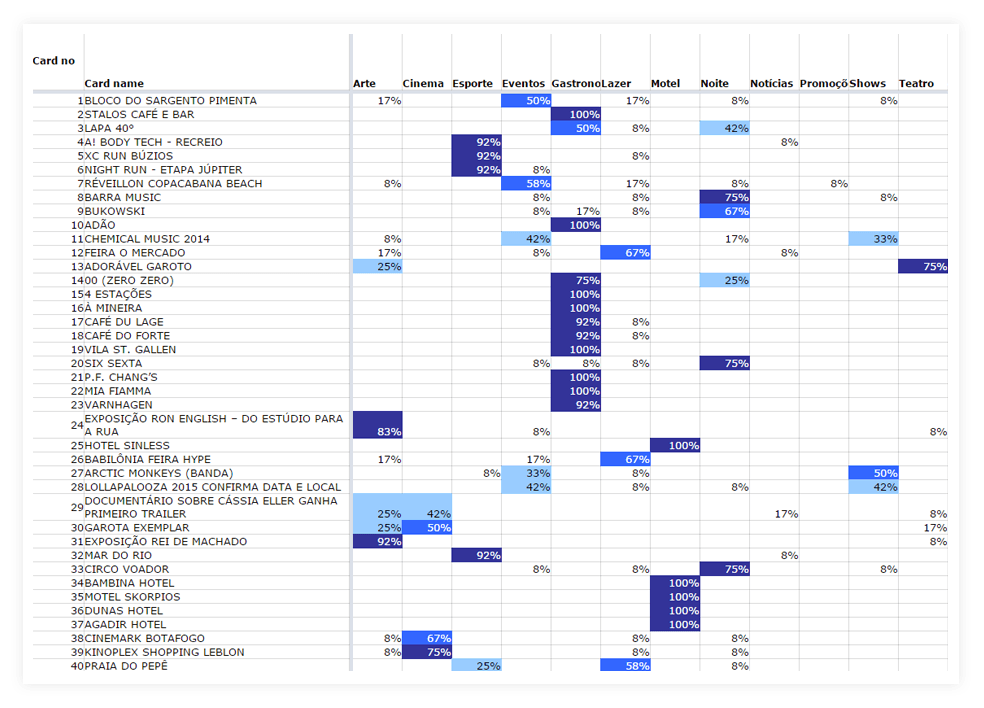 Card no
Card name Arte Cinema Esporte Eventos Gastrono Lazer Motel Noite Notícias Promoçõ Shows Teatro
1 BLOCO DO SARGENTO PIMENTA 17% 50% 17% 8% 8%
2 STALOS CAFÉ E BAR 100%
3 LAPA 40° 50% 8% 42%
4 A! BODY TECH - RECREIO 92% 8%
5 XC RUN BÚZIOS 92% 8%
6 NIGHT RUN - ETAPA JÚPITER 92% 8%
7 RÉVEILLON COPACABANA BEACH 8% 58% 17% 8% 8%
8 BARRA MUSIC 8% 8% 75% 8%
9 BUKOWSKI 8% 17% 8% 67%
10 ADÃO 100%
11 CHEMICAL MUSIC 2014 8% 42% 17% 33%
12 FEIRA O MERCADO 17% 8% 67% 8%
13 ADORÁVEL GAROTO 25% 75%
14 00 (ZERO ZERO) 75% 25%
15 4 ESTAÇÕES 100%
16 À MINEIRA 100%
17 CAFÉ DU LAGE 92% 8%
18 CAFÉ DO FORTE 92% 8%
19 VILA ST. GALLEN 100%
20 SIX SEXTA 8% 8% 8% 75%
21 P.F. CHANG'S 100%
22 MIA FIAMMA 100%
23 VARNHAGEN 92%
24 EXPOSIÇÃO RON ENGLISH – DO ESTÚDIO PARA
A RUA 83% 8% 8%
25 HOTEL SINLESS 100%
26 BABILÔNIA FEIRA HYPE 17% 17% 67%
27 ARCTIC MONKEYS (BANDA) 8% 33% 8% 50%
28 LOLLAPALOOZA 2015 CONFIRMA DATA E LOCAL 42% 8% 8% 42%
29 DOCUMENTÁRIO SOBRE CÁSSIA ELLER GANHA
PRIMEIRO TRAILER 25% 42% 17% 8%
30 GAROTA EXEMPLAR 25% 50% 17%
31 EXPOSIÇÃO REI DE MACHADO 92% 8%
32 MAR DO RIO 92% 8%
33 CIRCO VOADOR 8% 8% 75% 8%
34 BAMBINA HOTEL 100%
35 MOTEL SKORPIOS 100%
36 DUNAS HOTEL 100%
37 AGADIR HOTEL 100%
38 CINEMARK BOTAFOGO 8% 67% 8% 8%
39 KINOPLEX SHOPPING LEBLON 8% 75% 8% 8%
40 PRAIA DO PEPÊ 25% 58% 8%